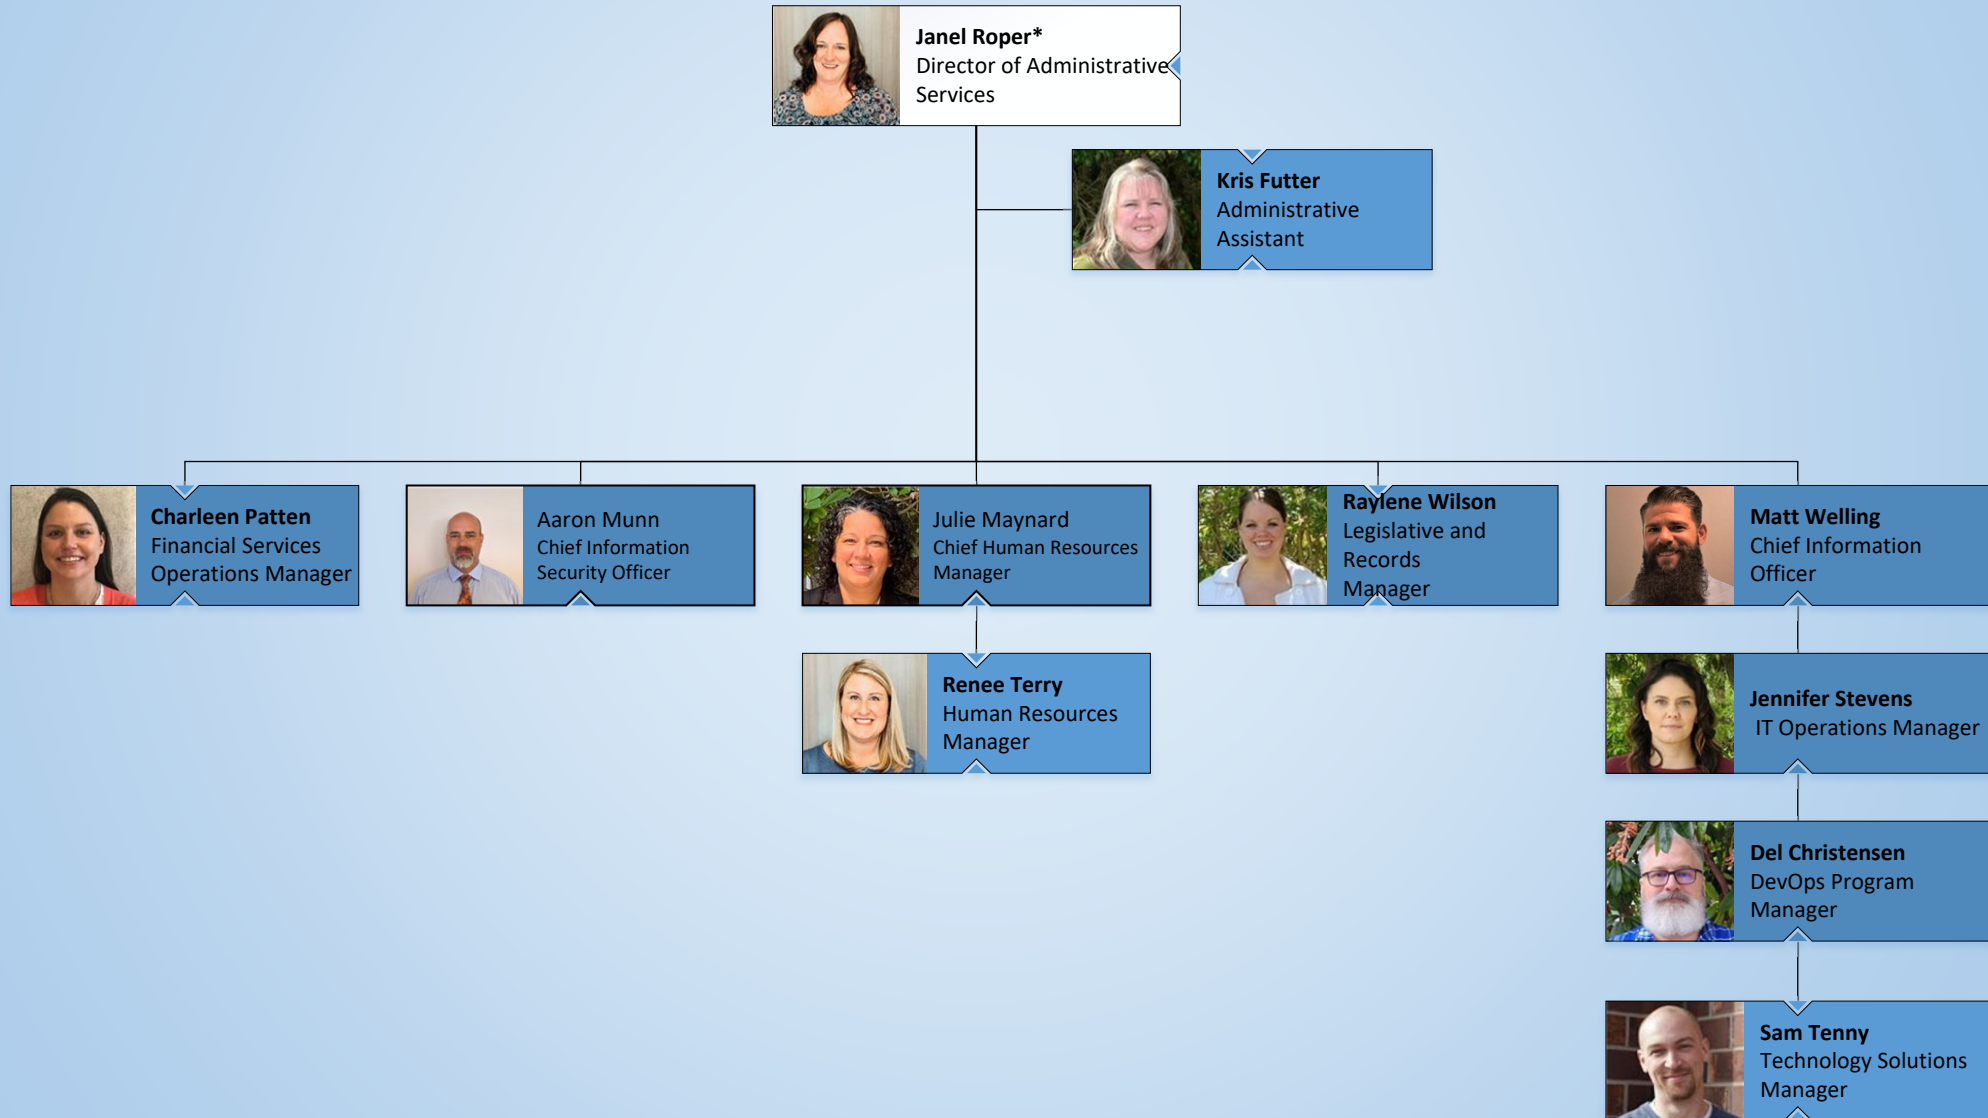 Janel Roper*
Director of Administrative
Services
Kris Futter
Administrative
Assistant
Charleen Patten
Financial Services
Operations Manager
Aaron Munn
Chief Information
Security Officer
Julie Maynard
Chief Human Resources
Manager
Raylene Wilson
Legislative and
Records
Manager
Matt Welling
Chief Information
Officer
Renee Terry
Human Resources
Manager
Jennifer Stevens
IT Operations Manager
Del Christensen
DevOps Program
Manager
Sam Tenny
Technology Solutions
Manager